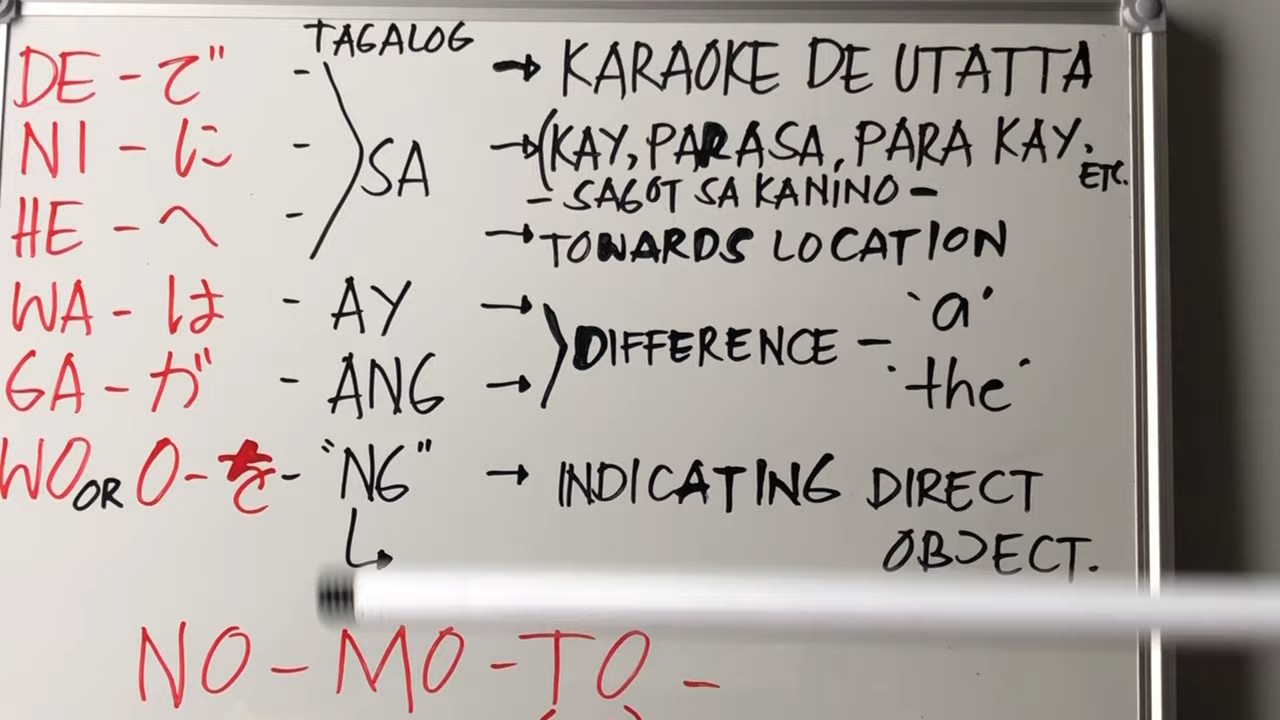 TAGALOG
DE - で - SA → KARAOKE DE UTATTA
NI - に - → (KAY, PARASA, PARA KAY. ETC.
- SAGOT SA KANINO -
HE - へ - → TOWARDS LOCATION
WA - は - AY → DIFFERENCE - 'a'
GA - が - ANG → 'the'
WO OR O - を - "NG" → INDICATING DIRECT
OBJECT.
NO - MO - TO -